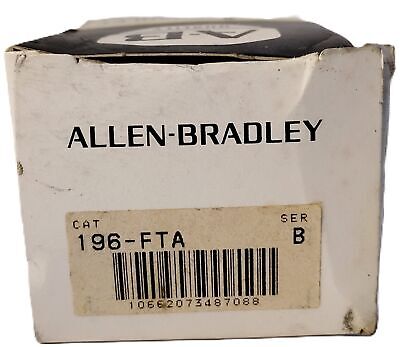 A-B
ALLEN-BRADLEY
CAT SER
196-FTA B
10662073487088